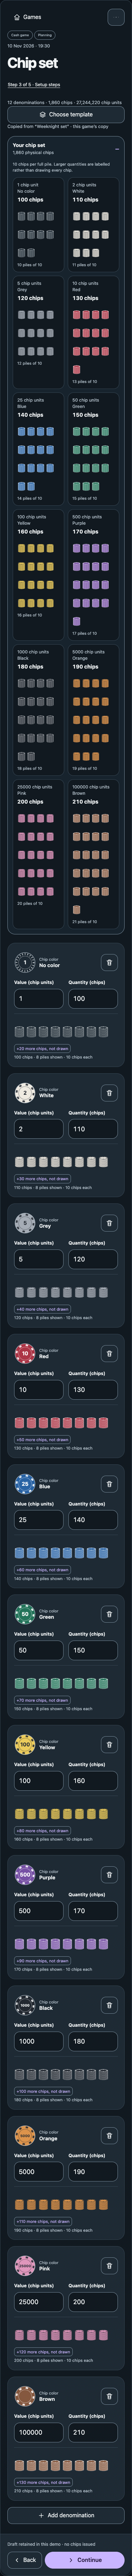 Games
Cash game
Planning
10 Nov 2026 · 19:30
Chip set
Step 3 of 5 · Setup steps
12 denominations · 1,860 chips · 27,244,220 chip units
Choose template
Copied from "Weeknight set" · this game's copy
Your chip set
1,860 physical chips
10 chips per full pile. Larger quantities are labelled
rather than drawing every chip.
1 chip unit
No color
100 chips
10 piles of 10
2 chip units
White
110 chips
11 piles of 10
5 chip units
Grey
120 chips
12 piles of 10
10 chip units
Red
130 chips
13 piles of 10
25 chip units
Blue
140 chips
14 piles of 10
50 chip units
Green
150 chips
15 piles of 10
100 chip units
Yellow
160 chips
16 piles of 10
500 chip units
Purple
170 chips
17 piles of 10
1000 chip units
Black
180 chips
18 piles of 10
5000 chip units
Orange
190 chips
19 piles of 10
25000 chip units
Pink
200 chips
20 piles of 10
100000 chip units
Brown
210 chips
21 piles of 10
1
Chip color
No color
Value (chip units)
Quantity (chips)
1
100
+20 more chips, not drawn
100 chips · 8 piles shown · 10 chips each
2
Chip color
White
Value (chip units)
Quantity (chips)
2
110
+30 more chips, not drawn
110 chips · 8 piles shown · 10 chips each
5
Chip color
Grey
Value (chip units)
Quantity (chips)
5
120
+40 more chips, not drawn
120 chips · 8 piles shown · 10 chips each
10
Chip color
Red
Value (chip units)
Quantity (chips)
10
130
+50 more chips, not drawn
130 chips · 8 piles shown · 10 chips each
25
Chip color
Blue
Value (chip units)
Quantity (chips)
25
140
+60 more chips, not drawn
140 chips · 8 piles shown · 10 chips each
50
Chip color
Green
Value (chip units)
Quantity (chips)
50
150
+70 more chips, not drawn
150 chips · 8 piles shown · 10 chips each
100
Chip color
Yellow
Value (chip units)
Quantity (chips)
100
160
+80 more chips, not drawn
160 chips · 8 piles shown · 10 chips each
500
Chip color
Purple
Value (chip units)
Quantity (chips)
500
170
+90 more chips, not drawn
170 chips · 8 piles shown · 10 chips each
1000
Chip color
Black
Value (chip units)
Quantity (chips)
1000
180
+100 more chips, not drawn
180 chips · 8 piles shown · 10 chips each
Chip color
Orange
Value (chip units)
Quantity (chips)
5000
190
+110 more chips, not drawn
190 chips · 8 piles shown · 10 chips each
Chip color
Pink
Value (chip units)
Quantity (chips)
25000
200
+120 more chips, not drawn
200 chips · 8 piles shown · 10 chips each
Chip color
Brown
Value (chip units)
Quantity (chips)
100000
210
+130 more chips, not drawn
210 chips · 8 piles shown · 10 chips each
Add denomination
Draft retained in this demo · no chips issued
Back
Continue